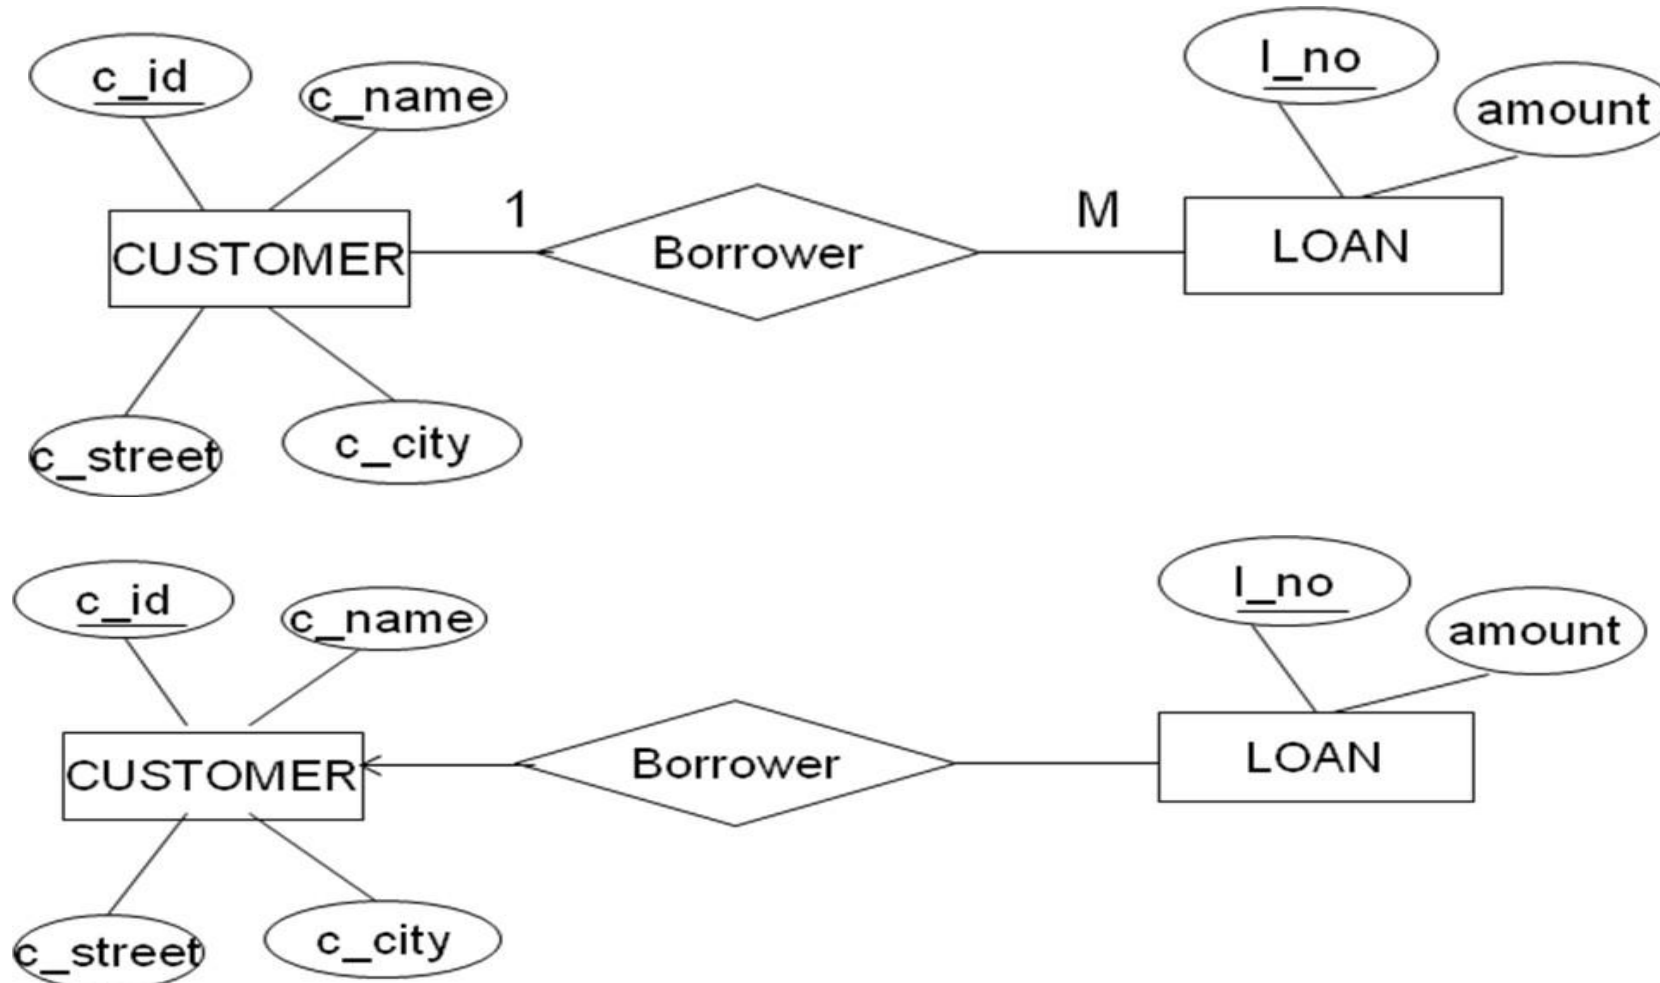 c_id
c_name
l_no
amount
1
M
CUSTOMER
Borrower
LOAN
c_street
c_city
c_id
c_name
l_no
amount
CUSTOMER
Borrower
LOAN
c_street
c_city